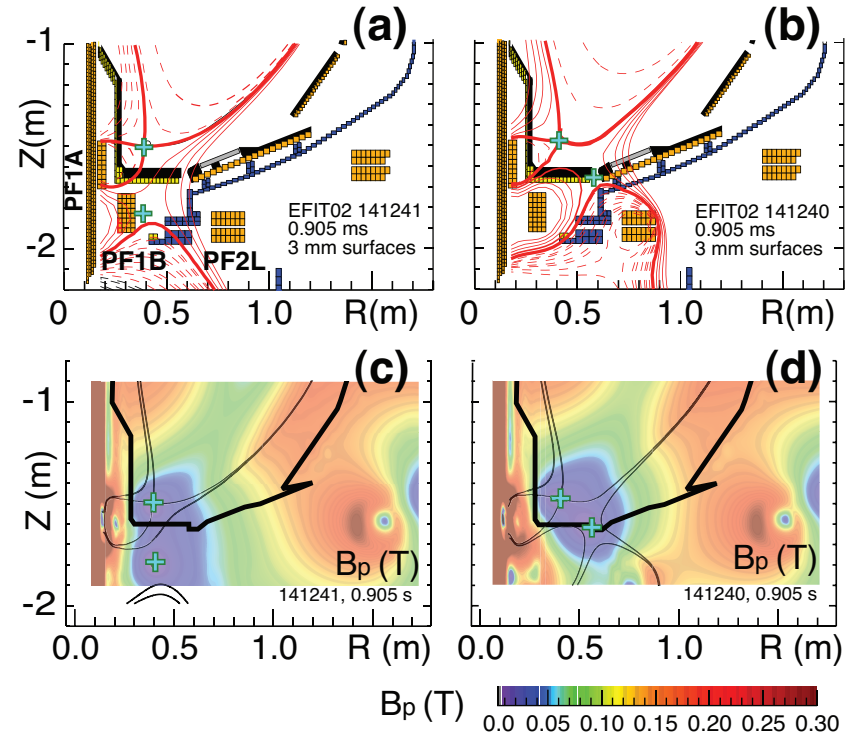 (a)
(b)
-1
Z(m)
-2
PF1A
PF1B
PF2L
EFIT02 141241
0.905 ms
3 mm surfaces
EFIT02 141240
0.905 ms
3 mm surfaces
0 0.5 1.0 R(m)
0 0.5 1.0 R(m)
(c)
(d)
-1
Z (m)
-2
Bp (T)
141241, 0.905 s
Bp (T)
141240, 0.905 s
0.0 0.5 1.0 R (m)
0.0 0.5 1.0 R (m)
Bp (T)
0.0 0.05 0.10 0.15 0.20 0.25 0.30